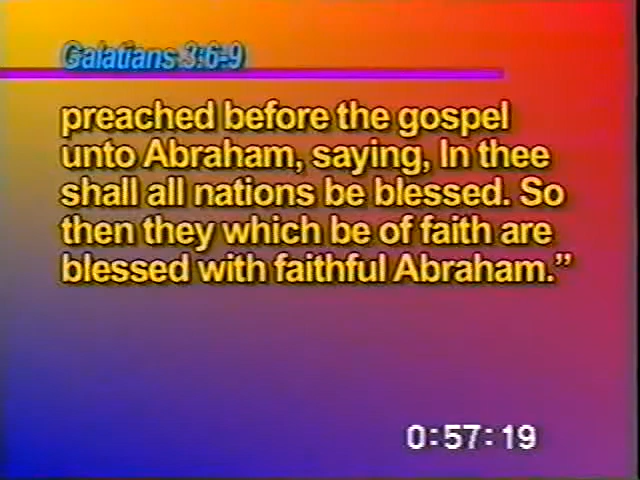 Galatians 3:6-9
preached before the gospel
unto Abraham, saying, In thee
shall all nations be blessed. So
then they which be of faith are
blessed with faithful Abraham.”
0:57:19